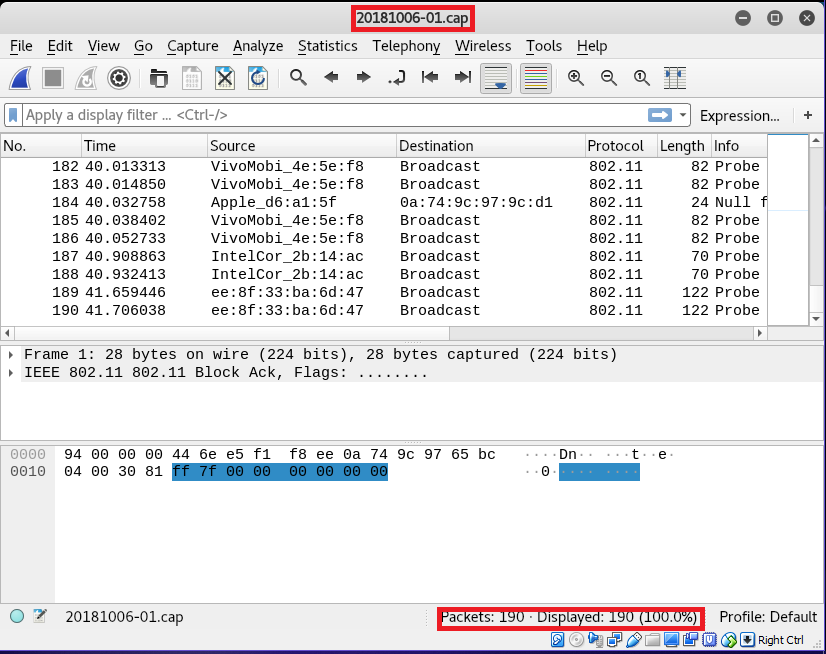 20181006-01.cap
File Edit View Go Capture Analyze Statistics Telephony Wireless Tools Help
Apply a display filter ... <Ctrl-/> Expression... +
No. Time Source Destination Protocol Length Info
182 40.013313 VivoMobi_4e:5e:f8 Broadcast 802.11 82 Probe
183 40.014850 VivoMobi_4e:5e:f8 Broadcast 802.11 82 Probe
184 40.032758 Apple_d6:a1:5f 0a:74:9c:97:9c:d1 802.11 24 Null f
185 40.038402 VivoMobi_4e:5e:f8 Broadcast 802.11 82 Probe
186 40.052733 VivoMobi_4e:5e:f8 Broadcast 802.11 82 Probe
187 40.908863 IntelCor_2b:14:ac Broadcast 802.11 70 Probe
188 40.932413 IntelCor_2b:14:ac Broadcast 802.11 70 Probe
189 41.659446 ee:8f:33:ba:6d:47 Broadcast 802.11 122 Probe
190 41.706038 ee:8f:33:ba:6d:47 Broadcast 802.11 122 Probe
Frame 1: 28 bytes on wire (224 bits), 28 bytes captured (224 bits)
IEEE 802.11 802.11 Block Ack, Flags: ........
0000 94 00 00 00 44 6e e5 f1 f8 ee 0a 74 9c 97 65 bc ····Dn·· ···t··e·
0010 04 00 30 81 ff 7f 00 00 00 00 00 00 ··0····· ····
20181006-01.cap Packets: 190 · Displayed: 190 (100.0%) Profile: Default
Right Ctrl